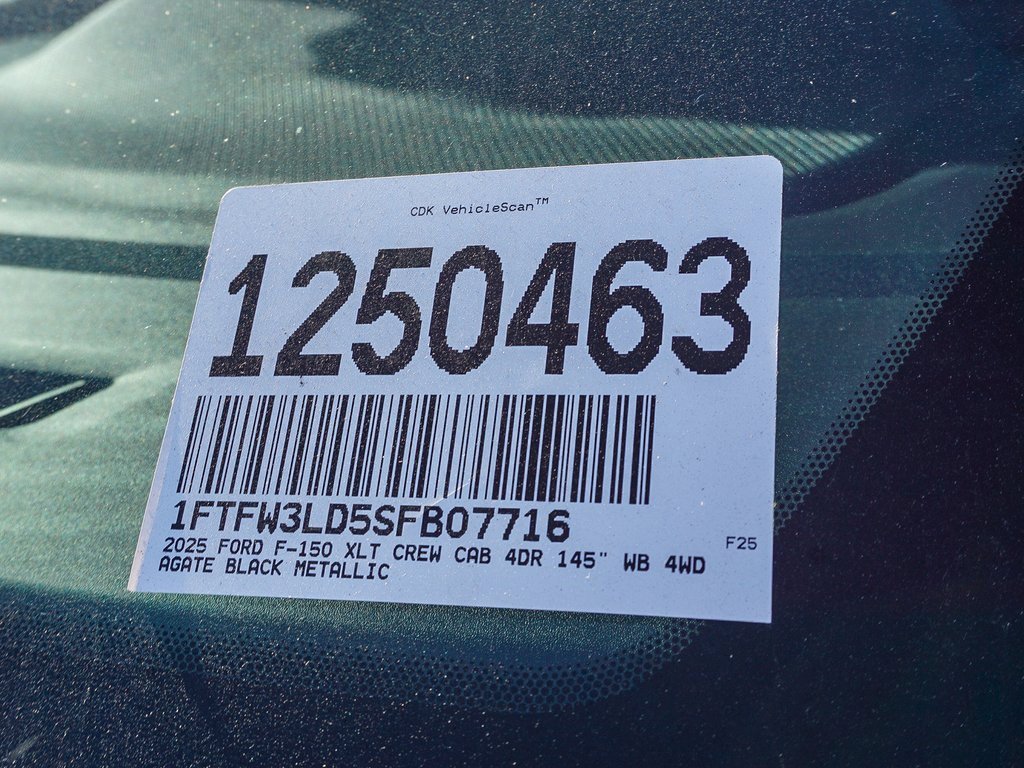 CDK VehicleScan™
1250463
1FTFW3LD5SFB07716
2025 FORD F-150 XLT CREW CAB 4DR 145" WB 4WD
AGATE BLACK METALLIC
F25